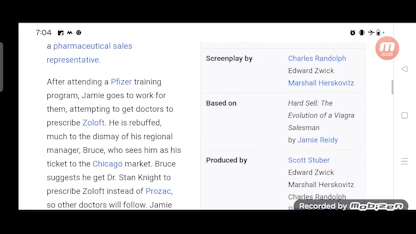 7:04
a pharmaceutical sales
representative.
After attending a Pfizer training
program, Jamie goes to work for
them, attempting to get doctors to
prescribe Zoloft. He is rebuffed,
much to the dismay of his regional
manager, Bruce, who sees him as his
ticket to the Chicago market. Bruce
suggests he get Dr. Stan Knight to
prescribe Zoloft instead of Prozac,
so other doctors will follow. Jamie
Screenplay by
Charles Randolph
Edward Zwick
Marshall Herskovitz
Based on
Hard Sell: The
Evolution of a Viagra
Salesman
by Jamie Reidy
Produced by
Scott Stuber
Edward Zwick
Marshall Herskovitz
Charles Randolph
Recorded by
MOBIZEN